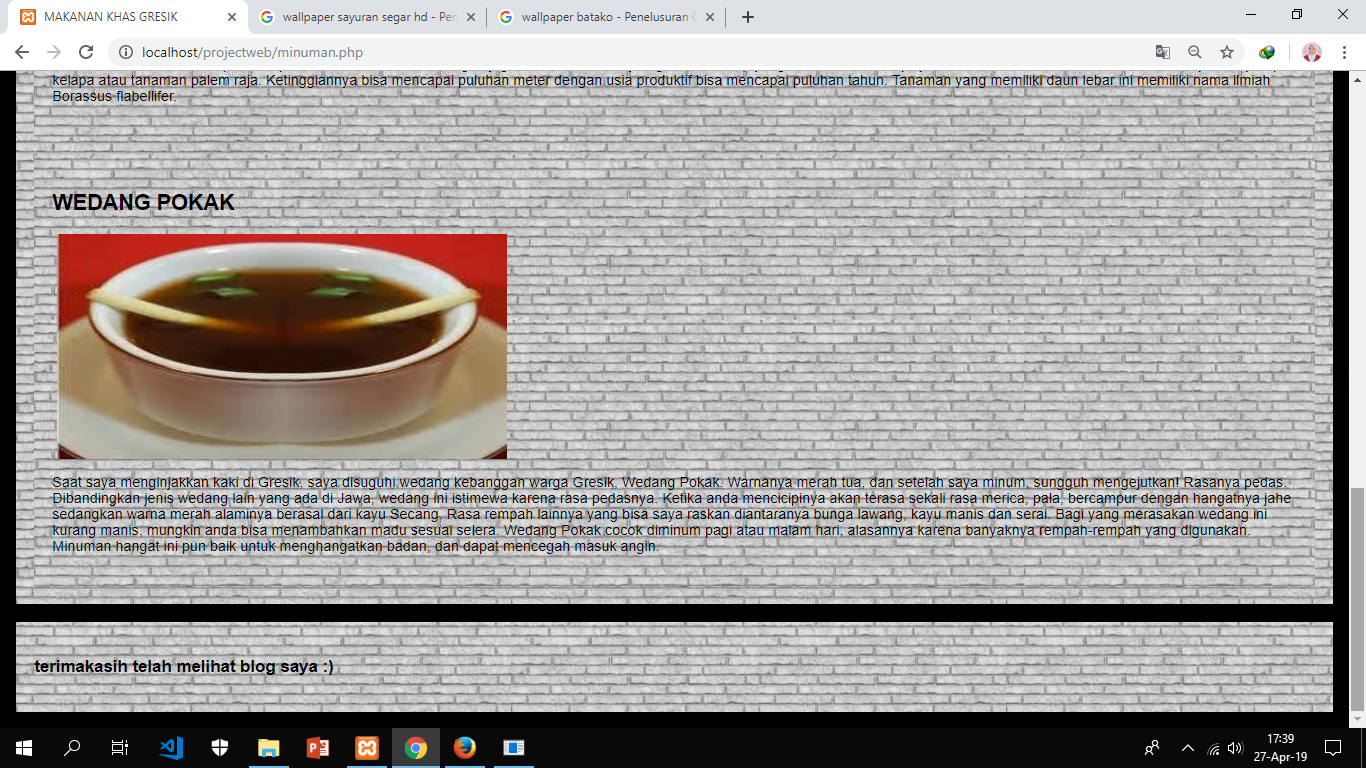 MAKANAN KHAS GRESIK
wallpaper sayuran segar hd - Pen
wallpaper batako - Penelusuran G
localhost/projectweb/minuman.php
kelapa atau tanaman palem raja. Ketinggiannya bisa mencapai puluhan meter dengan usia produktif bisa mencapai puluhan tahun. Tanaman yang memiliki daun lebar ini memiliki nama ilmiah
Borassus flabellifer.
WEDANG POKAK
Saat saya menginjakkan kaki di Gresik, saya disuguhi wedang kebanggan warga Gresik, Wedang Pokak. Warnanya merah tua, dan setelah saya minum, sungguh mengejutkan! Rasanya pedas.
Dibandingkan jenis wedang lain yang ada di Jawa, wedang ini istimewa karena rasa pedasnya. Ketika anda mencicipinya akan terasa sekali rasa merica, pala, bercampur dengan hangatnya jahe
sedangkan warna merah alaminya berasal dari kayu Secang. Rasa rempah lainnya yang bisa saya raskan diantaranya bunga lawang, kayu manis dan serai. Bagi yang merasakan wedang ini
kurang manis, mungkin anda bisa menambahkan madu sesuai selera. Wedang Pokak cocok diminum pagi atau malam hari, alasannya karena banyaknya rempah-rempah yang digunakan.
Minuman hangat ini pun baik untuk menghangatkan badan, dan dapat mencegah masuk angin.
terimakasih telah melihat blog saya :)
17:39
27-Apr-19